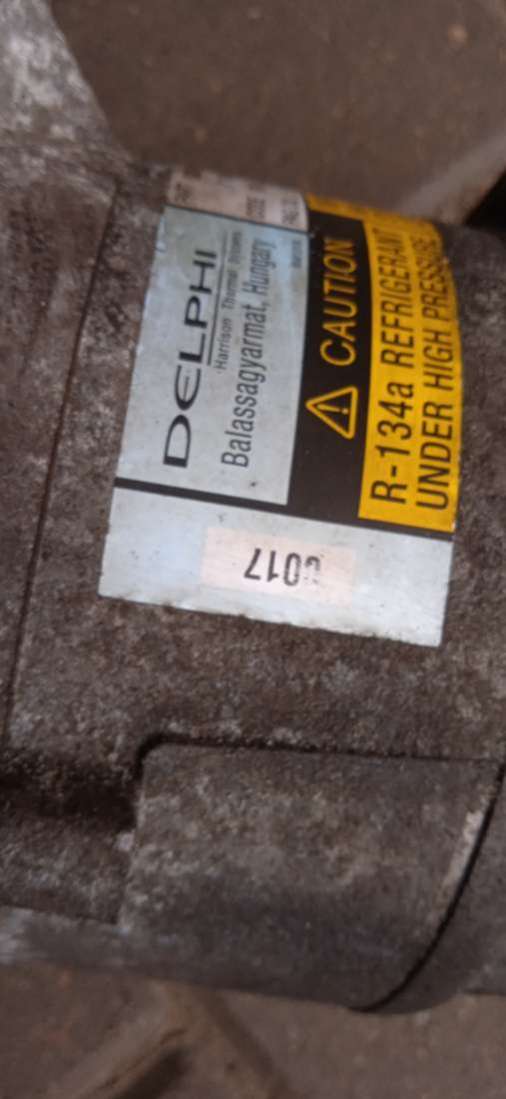 DELPHI
Harrison Thermal Systems
Balassagyarmat, Hungary
CAUTION
R-134a REFRIGERANT
UNDER HIGH PRESSURE
017